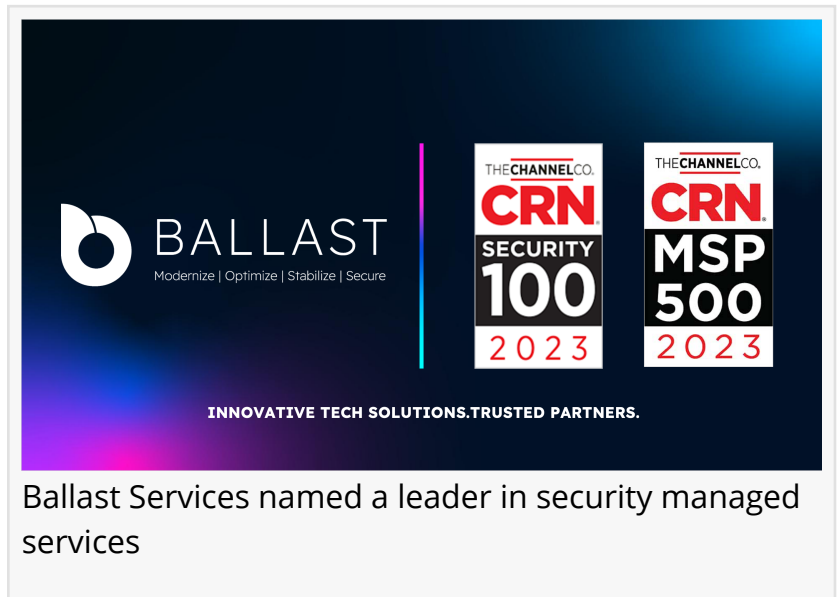 BALLAST
Modernize | Optimize | Stabilize | Secure
THECHANNELCO.
CRN®
SECURITY
100
2023
THECHANNELCO.
CRN®
MSP
500
2023
INNOVATIVE TECH SOLUTIONS.TRUSTED PARTNERS.
Ballast Services named a leader in security managed
services